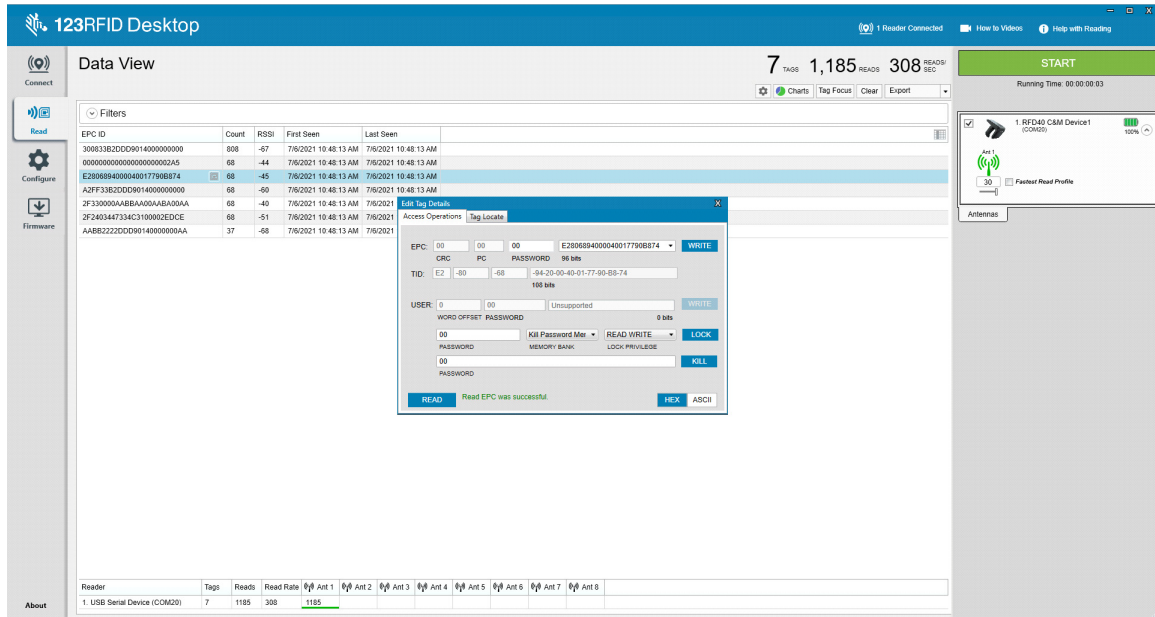 123RFID Desktop
1 Reader Connected
How to Videos
Help with Reading
Connect
Read
Configure
Firmware
About
Data View
7 TAGS 1,185 READS 308 READS/SEC
Charts Tag Focus Clear Export
Filters
EPC ID Count RSSI First Seen Last Seen
300833B2DDD9014000000000 808 -67 7/6/2021 10:48:13 AM 7/6/2021 10:48:13 AM
68 -44 7/6/2021 10:48:13 AM 7/6/2021 10:48:13 AM
E2806894000040017790B874 68 -45 7/6/2021 10:48:13 AM 7/6/2021 10:48:13 AM
A2FF33B2DDD9014000000000 68 -60 7/6/2021 10:48:13 AM 7/6/2021 10:48:13 AM
2F330000AABBAA00AABA00AA 68 -40 7/6/2021 10:48:13 AM 7/6/2021
2F2403447334C3100002EDCE 68 -51 7/6/2021 10:48:13 AM 7/6/2021
AABB2222DDD90140000000AA 37 -68 7/6/2021 10:48:13 AM 7/6/2021
Edit Tag Details X
Access Operations Tag Locate
EPC: 00 00 00 E2806894000040017790B874 WRITE
CRC PC PASSWORD 96 bits
TID: E2 -80 -68 -94-20-00-40-01-77-90-B8-74
108 bits
USER: 0 00 Unsupported WRITE
WORD OFFSET PASSWORD 0 bits
00 Kill Password Mer READ WRITE LOCK
PASSWORD MEMORY BANK LOCK PRIVILEGE
00 KILL
PASSWORD
READ Read EPC was successful. HEX ASCII
Reader Tags Reads Read Rate Ant 1 Ant 2 Ant 3 Ant 4 Ant 5 Ant 6 Ant 7 Ant 8
1. USB Serial Device (COM20) 7 1185 308 1185
START
Running Time: 00:00:00:03
1. RFD40 C&M Device1
(COM20)
100%
Ant 1
30 Fastest Read Profile
Antennas